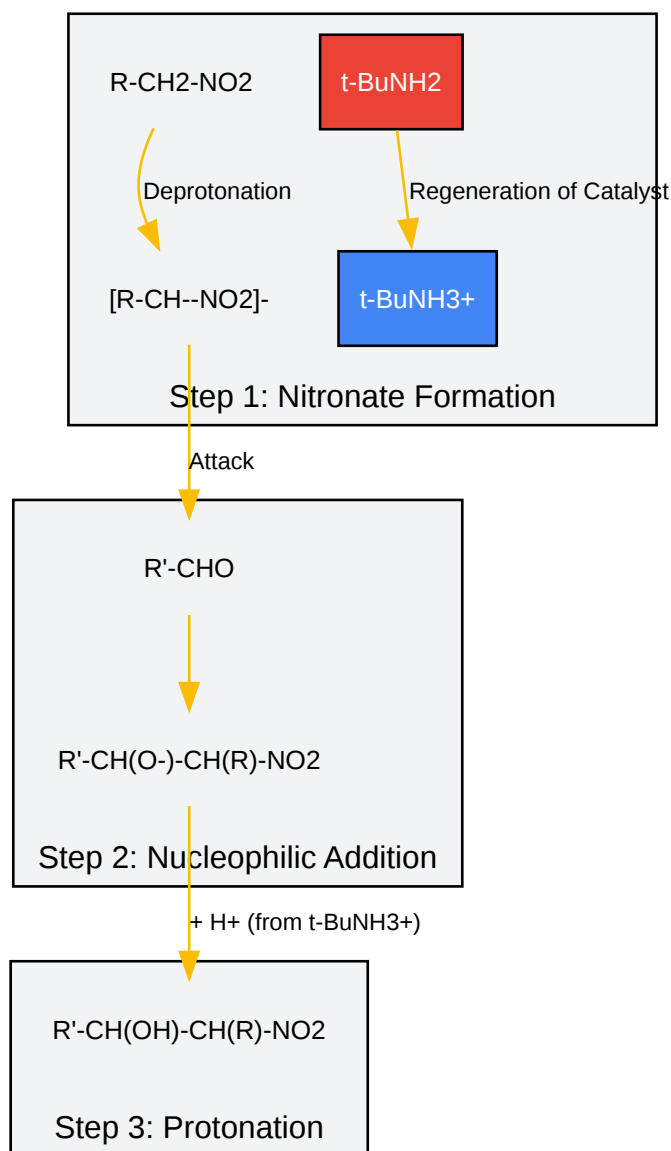 R-CH2-NO2
t-BuNH2
Deprotonation
Regeneration of Catalyst
[R-CH--NO2]-
t-BuNH3+
Step 1: Nitronate Formation
Attack
R'-CHO
R'-CH(O-)-CH(R)-NO2
Step 2: Nucleophilic Addition
+ H+ (from t-BuNH3+)
R'-CH(OH)-CH(R)-NO2
Step 3: Protonation